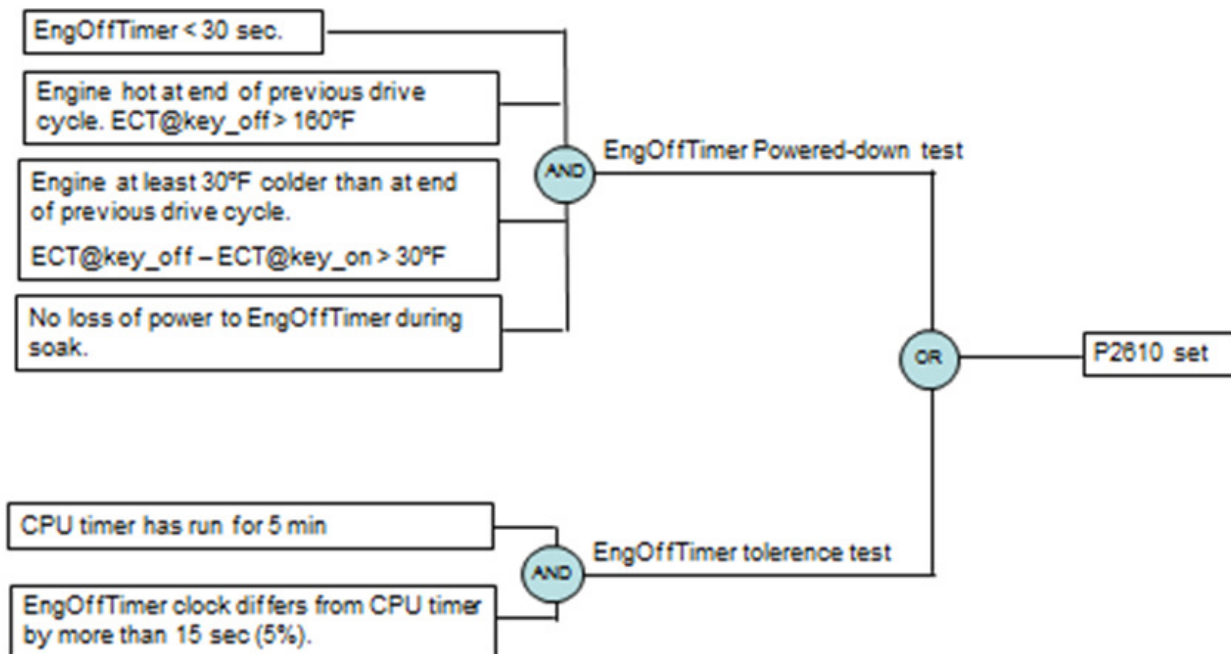 EngOffTimer < 30 sec.
Engine hot at end of previous drive
cycle. ECT@key_off > 160ºF
AND
EngOffTimer Powered-down test
Engine at least 30ºF colder than at end
of previous drive cycle.
ECT@key_off – ECT@key_on > 30ºF
No loss of power to EngOffTimer during
soak.
OR
P2610 set
CPU timer has run for 5 min
AND
EngOffTimer tolerence test
EngOffTimer clock differs from CPU timer
by more than 15 sec (5%).